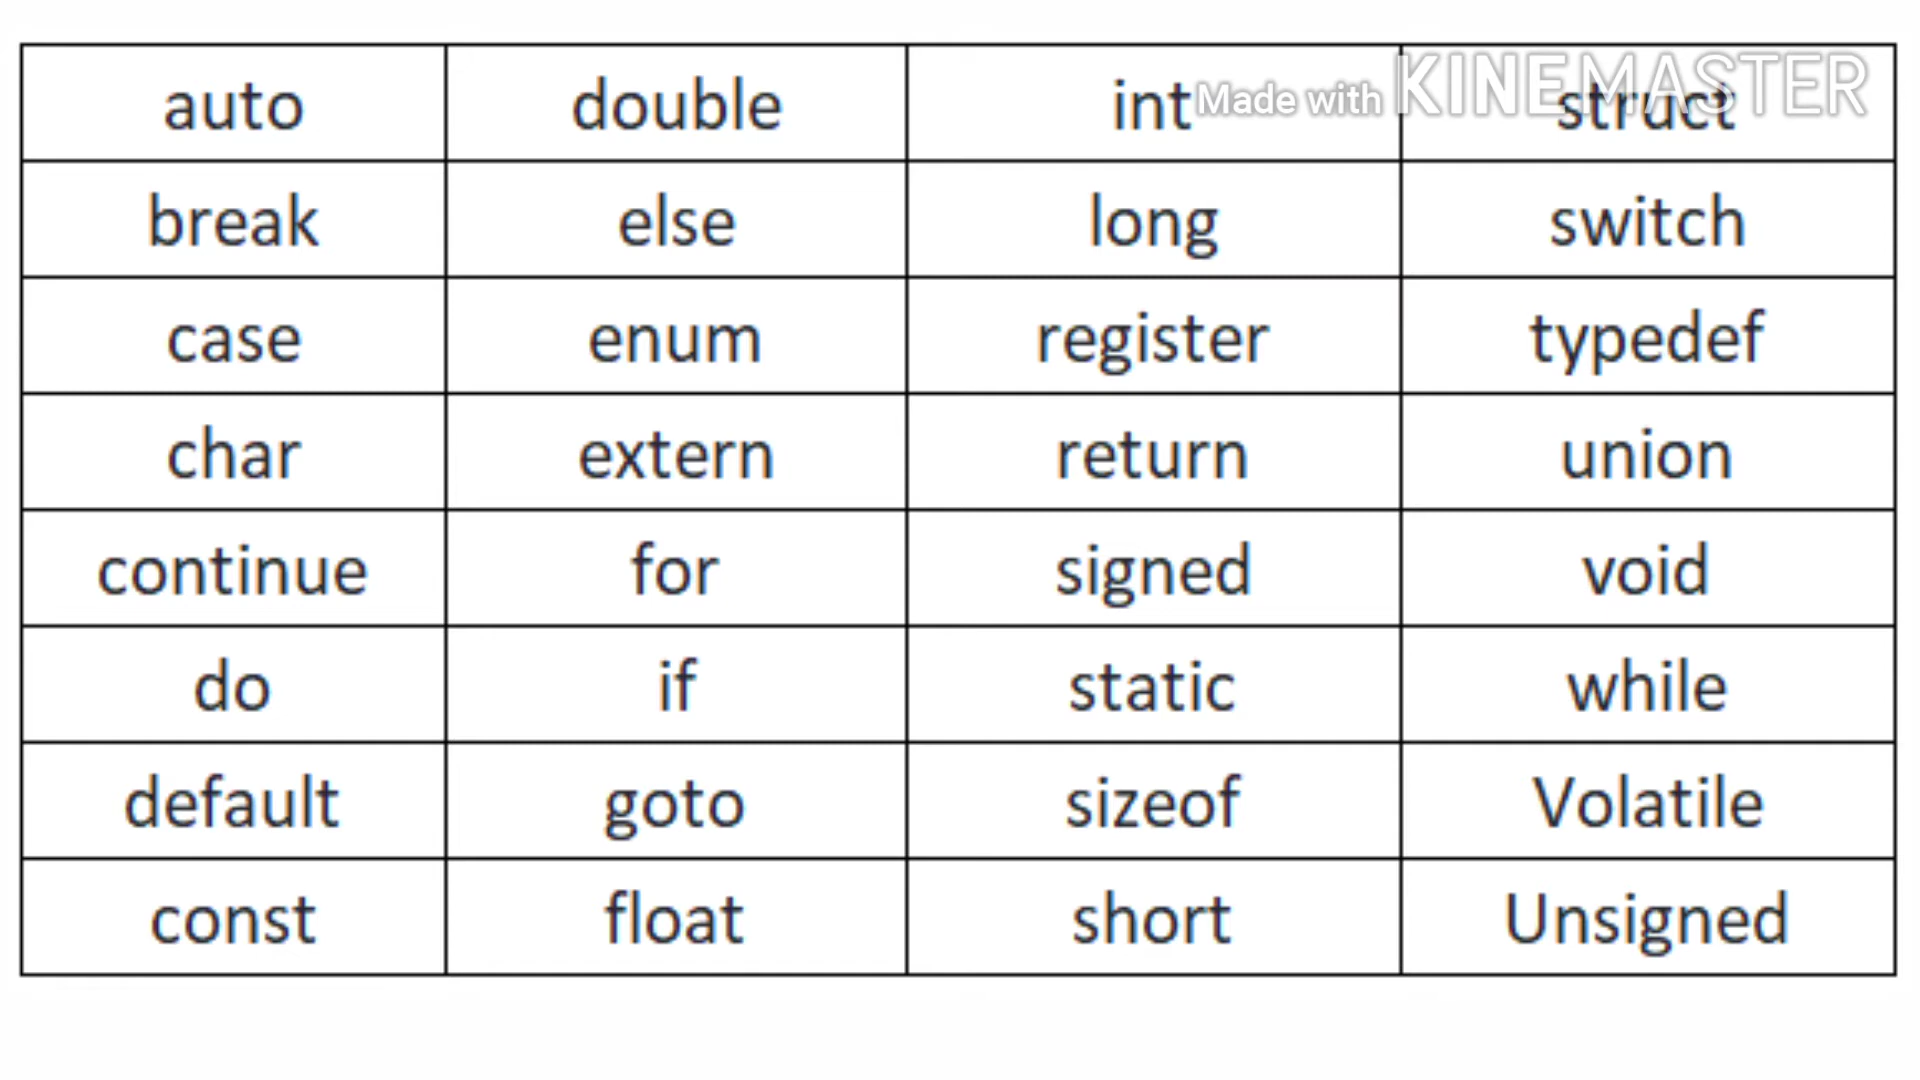 auto double int struct
Made with KINEMASTER
break else long switch
case enum register typedef
char extern return union
continue for signed void
do if static while
default goto sizeof Volatile
const float short Unsigned